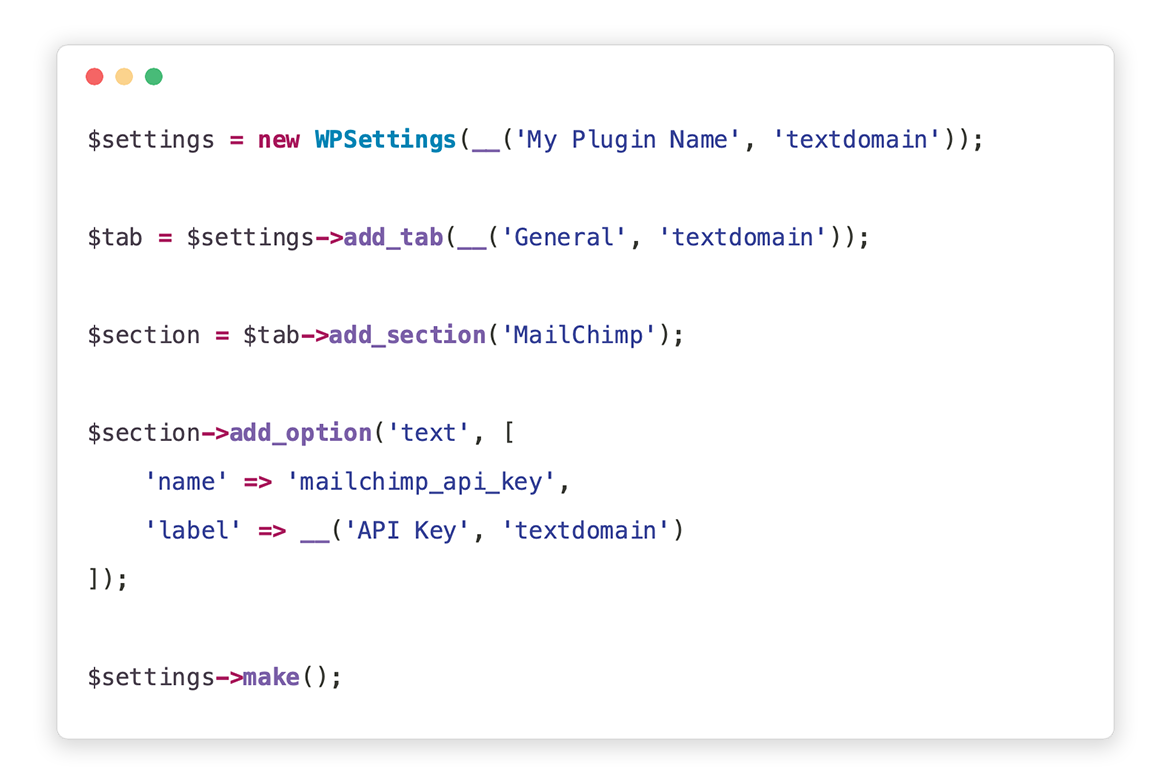 $settings = new WPSettings(__('My Plugin Name', 'textdomain'));
$tab = $settings->add_tab(__('General', 'textdomain'));
$section = $tab->add_section('MailChimp');
$section->add_option('text', [
    'name' => 'mailchimp_api_key',
    'label' => __('API Key', 'textdomain')
]);
$settings->make();